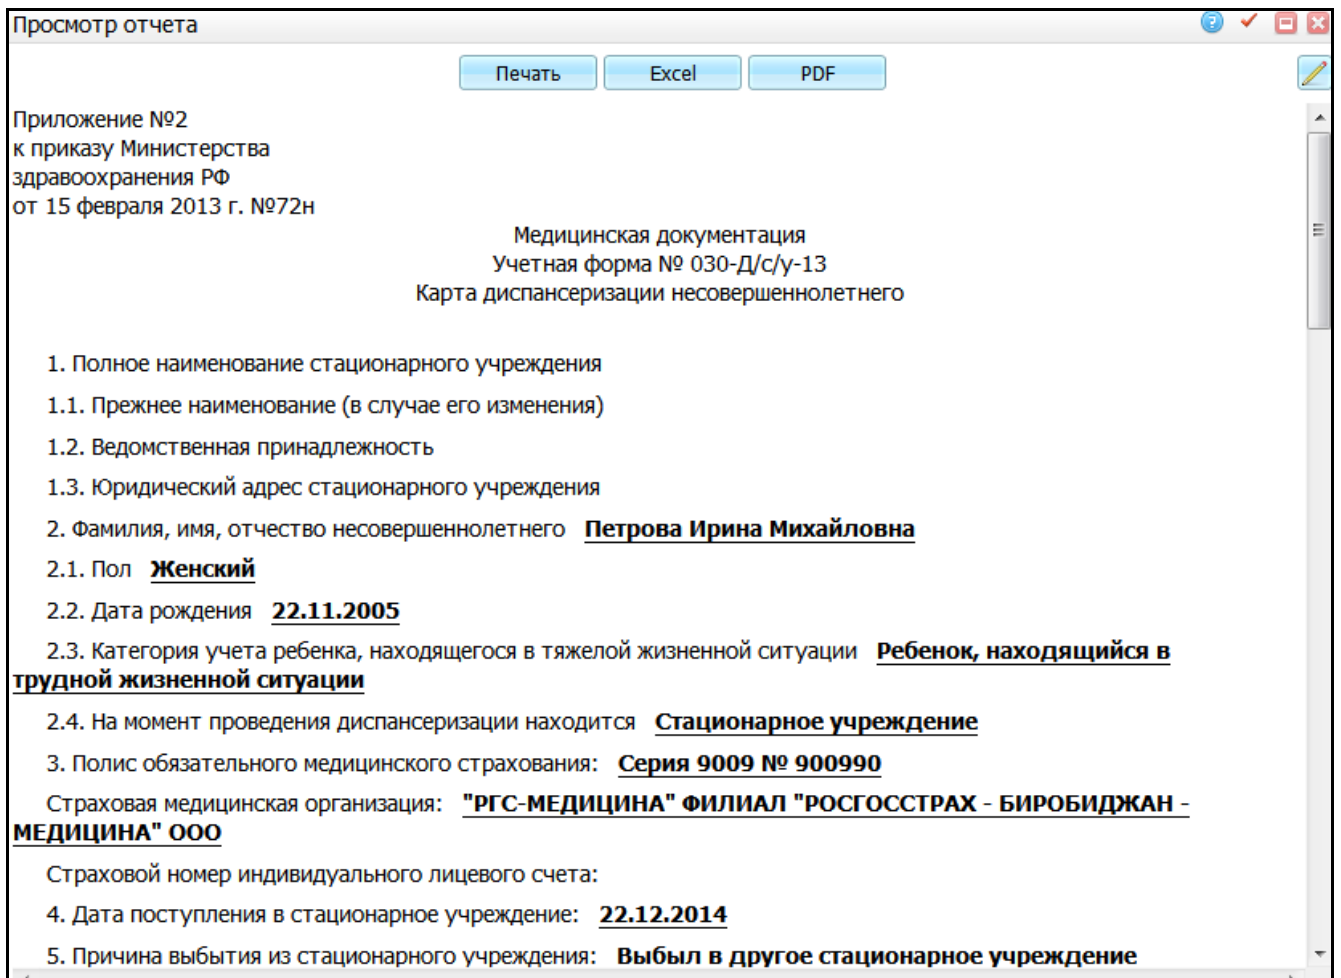 Просмотр отчета
Печать Excel PDF
Приложение №2
к приказу Министерства
здравоохранения РФ
от 15 февраля 2013 г. №72н
Медицинская документация
Учетная форма № 030-Д/с/у-13
Карта диспансеризации несовершеннолетнего
1. Полное наименование стационарного учреждения
1.1. Прежнее наименование (в случае его изменения)
1.2. Ведомственная принадлежность
1.3. Юридический адрес стационарного учреждения
2. Фамилия, имя, отчество несовершеннолетнего Петрова Ирина Михайловна
2.1. Пол Женский
2.2. Дата рождения 22.11.2005
2.3. Категория учета ребенка, находящегося в тяжелой жизненной ситуации Ребенок, находящийся в
трудной жизненной ситуации
2.4. На момент проведения диспансеризации находится Стационарное учреждение
3. Полис обязательного медицинского страхования: Серия 9009 № 900990
Страховая медицинская организация: "РГС-МЕДИЦИНА" ФИЛИАЛ "РОСГОССТРАХ - БИРОБИДЖАН -
МЕДИЦИНА" ООО
Страховой номер индивидуального лицевого счета:
4. Дата поступления в стационарное учреждение: 22.12.2014
5. Причина выбытия из стационарного учреждения: Выбыл в другое стационарное учреждение